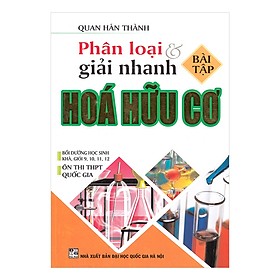 QUAN HÁN THÀNH
Phân loại &
giải nhanh
BÀI TẬP
HOÁ HỮU CƠ
BỒI DƯỠNG HỌC SINH
KHÁ, GIỎI 9, 10, 11, 12
ÔN THI THPT
QUỐC GIA
NHÀ XUẤT BẢN ĐẠI HỌC QUỐC GIA HÀ NỘI